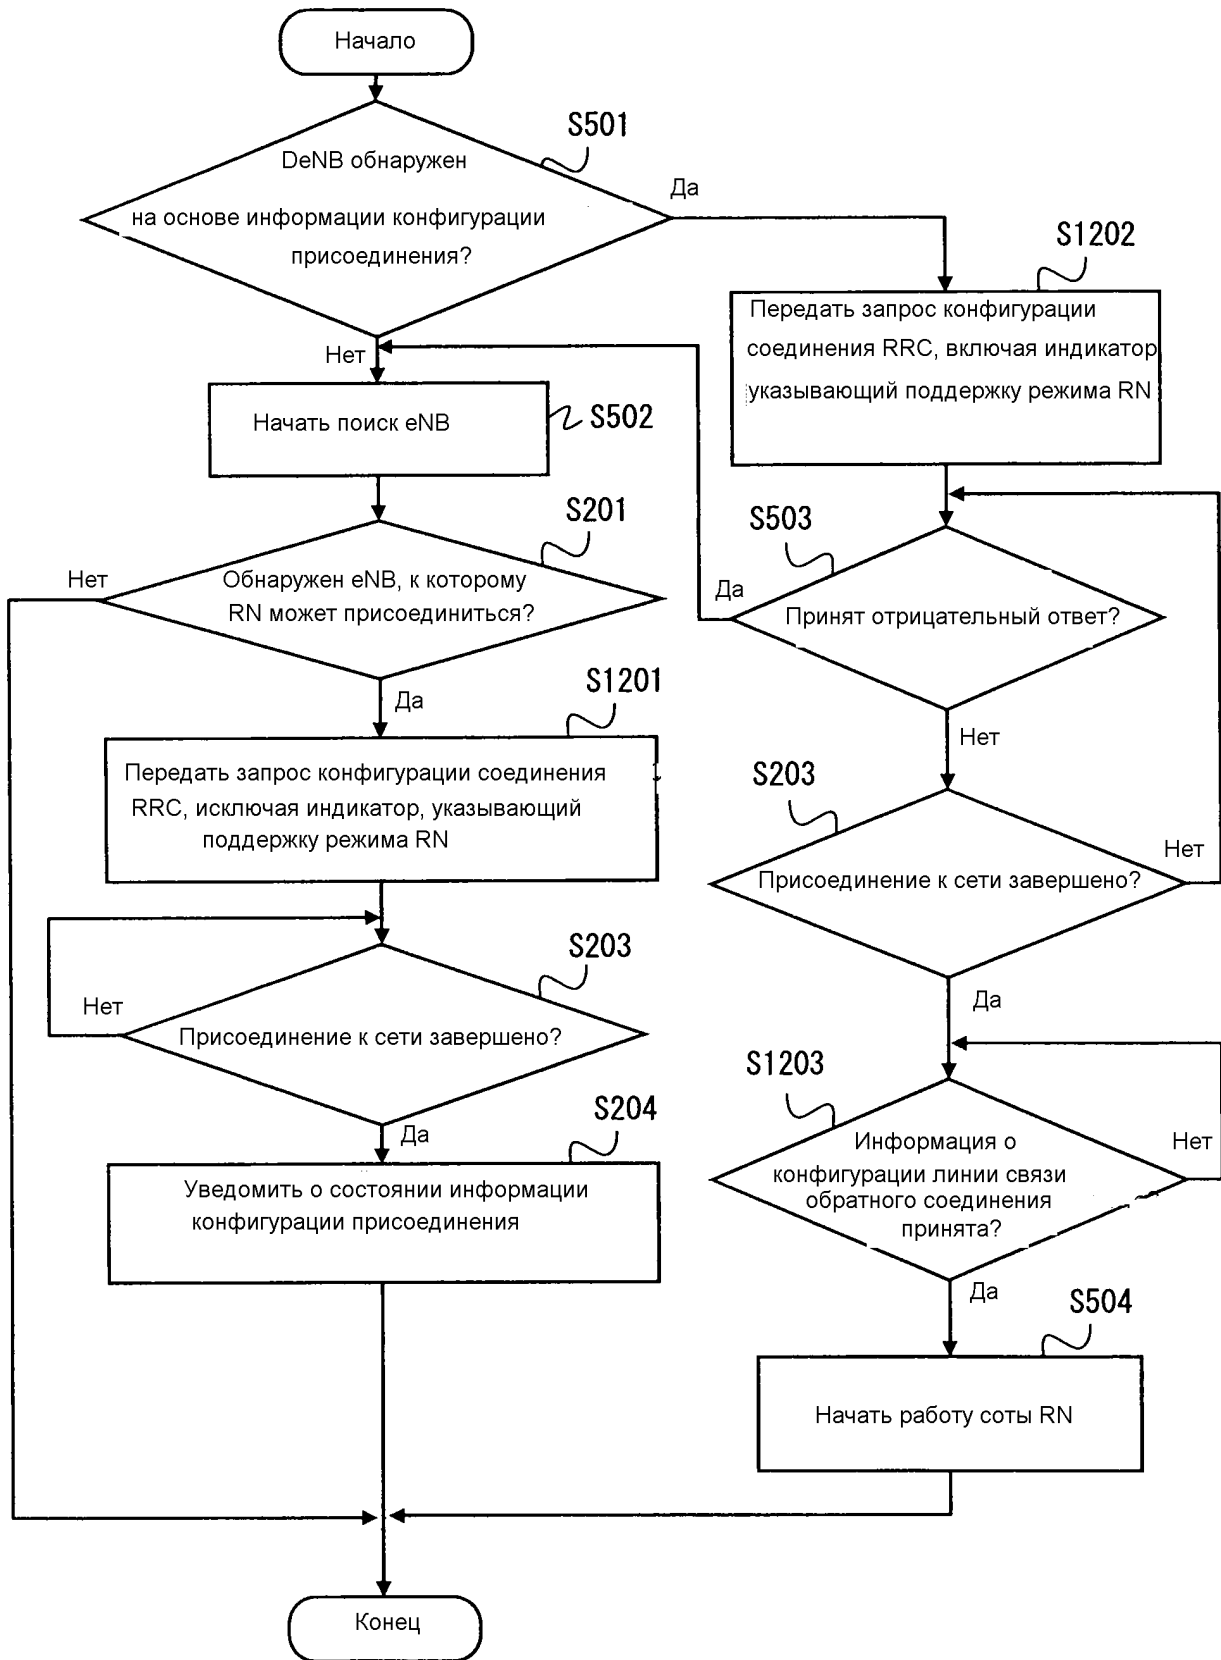 Начало
S501
DeNB обнаружен
на основе информации конфигурации
присоединения?
Да
Нет
S1202
Передать запрос конфигурации
соединения RRC, включая индикатор
указывающий поддержку режима RN
Начать поиск eNB
S502
S201
Обнаружен eNB, к которому
RN может присоединиться?
Нет
Да
S503
Принят отрицательный ответ?
Да
Нет
S1201
Передать запрос конфигурации соединения
RRC, исключая индикатор, указывающий
поддержку режима RN
S203
Присоединение к сети завершено?
Нет
Да
S203
Присоединение к сети завершено?
Нет
Да
S1203
Информация о
конфигурации линии связи
обратного соединения
принята?
Нет
Да
S204
Уведомить о состоянии информации
конфигурации присоединения
S504
Начать работу соты RN
Конец